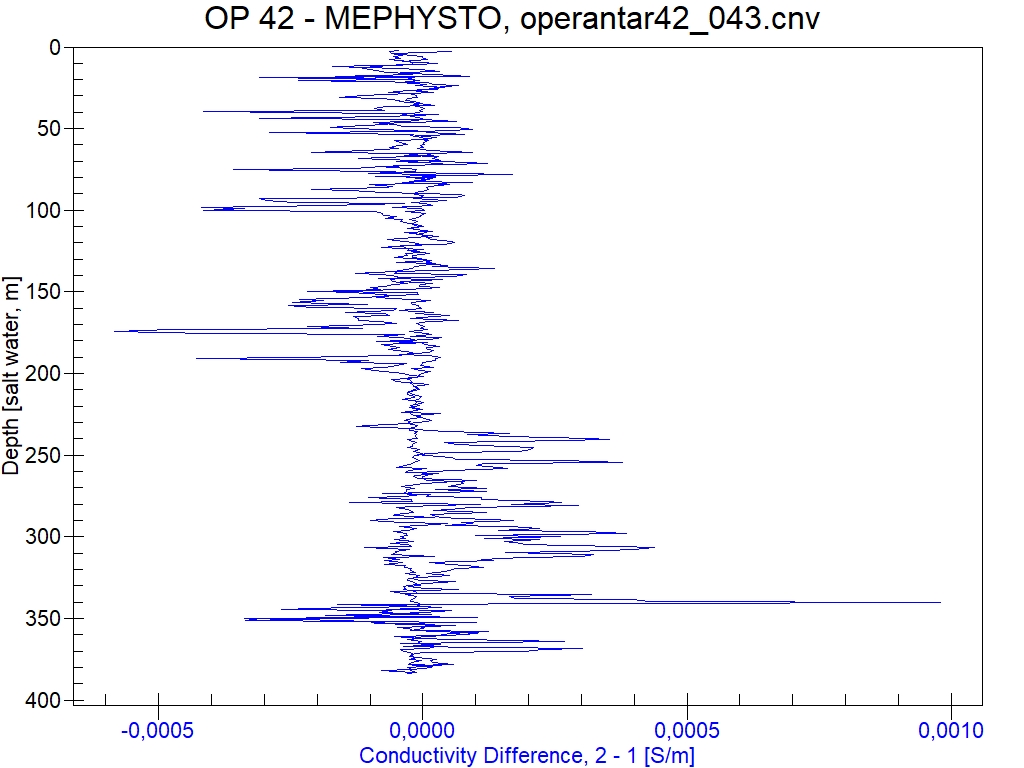 OP 42 - MEPHYSTO, operantar42_043.cnv
0
50
100
150
200
250
300
350
400
Depth [salt water, m]
-0,0005 0,0000 0,0005 0,0010
Conductivity Difference, 2 - 1 [S/m]